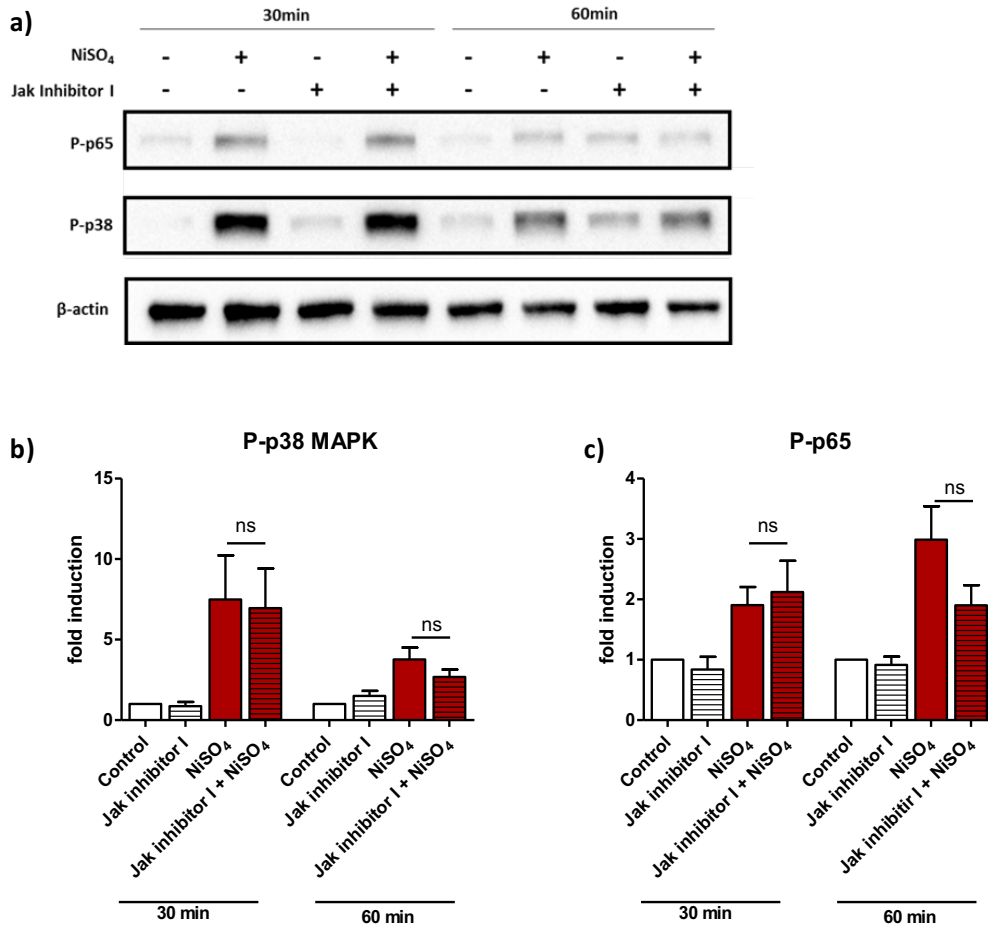 a)
30min 60min
NiSO₄ - + - + - + - +
Jak Inhibitor I - - + + - - + +
P-p65
P-p38
β-actin
b)
P-p38 MAPK
fold induction
15
10
5
0
ns
ns
Control
Jak inhibitor I
NiSO₄
Jak inhibitor I + NiSO₄
Control
Jak inhibitor I
NiSO₄
Jak inhibitor I + NiSO₄
30 min
60 min
c)
P-p65
fold induction
4
3
2
1
0
ns
ns
Control
Jak inhibitor I
NiSO₄
Jak inhibitor I + NiSO₄
Control
Jak inhibitor I
NiSO₄
Jak inhibitir I + NiSO₄
30 min
60 min